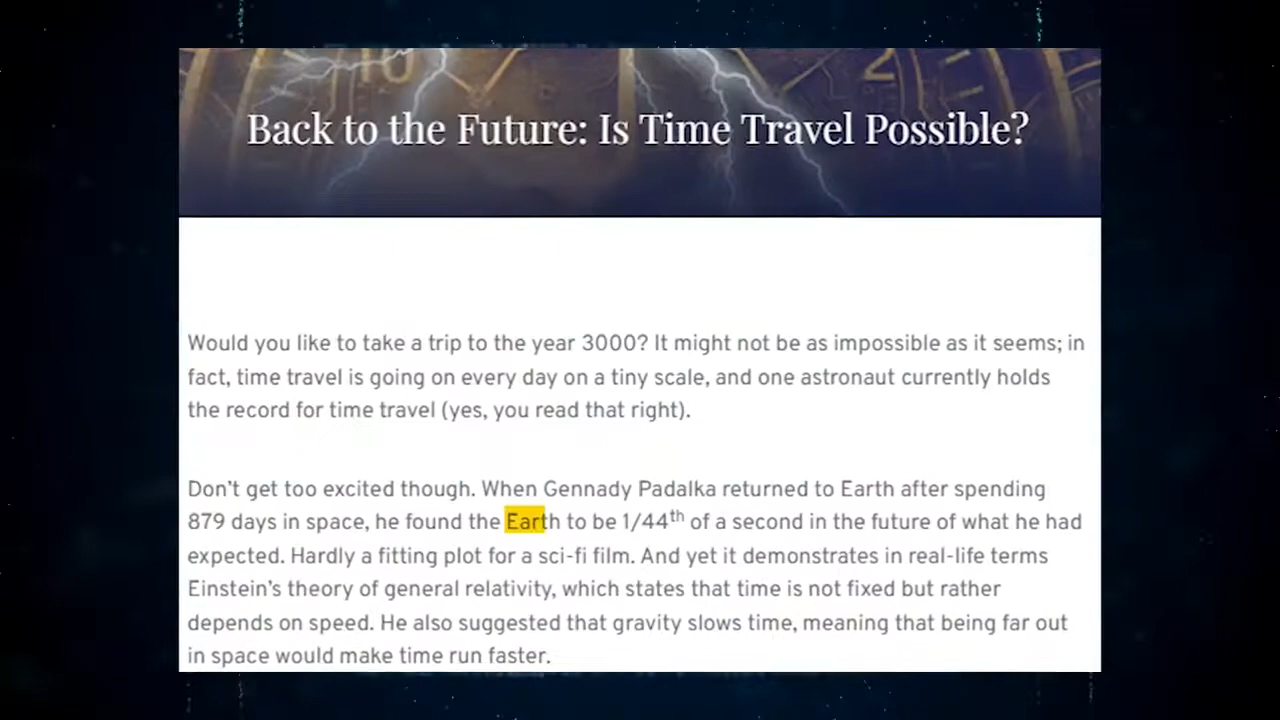 10
2
Back to the Future: Is Time Travel Possible?
Would you like to take a trip to the year 3000? It might not be as impossible as it seems; in
fact, time travel is going on every day on a tiny scale, and one astronaut currently holds
the record for time travel (yes, you read that right).
Don't get too excited though. When Gennady Padalka returned to Earth after spending
879 days in space, he found the Earth to be 1/44th of a second in the future of what he had
expected. Hardly a fitting plot for a sci-fi film. And yet it demonstrates in real-life terms
Einstein's theory of general relativity, which states that time is not fixed but rather
depends on speed. He also suggested that gravity slows time, meaning that being far out
in space would make time run faster.